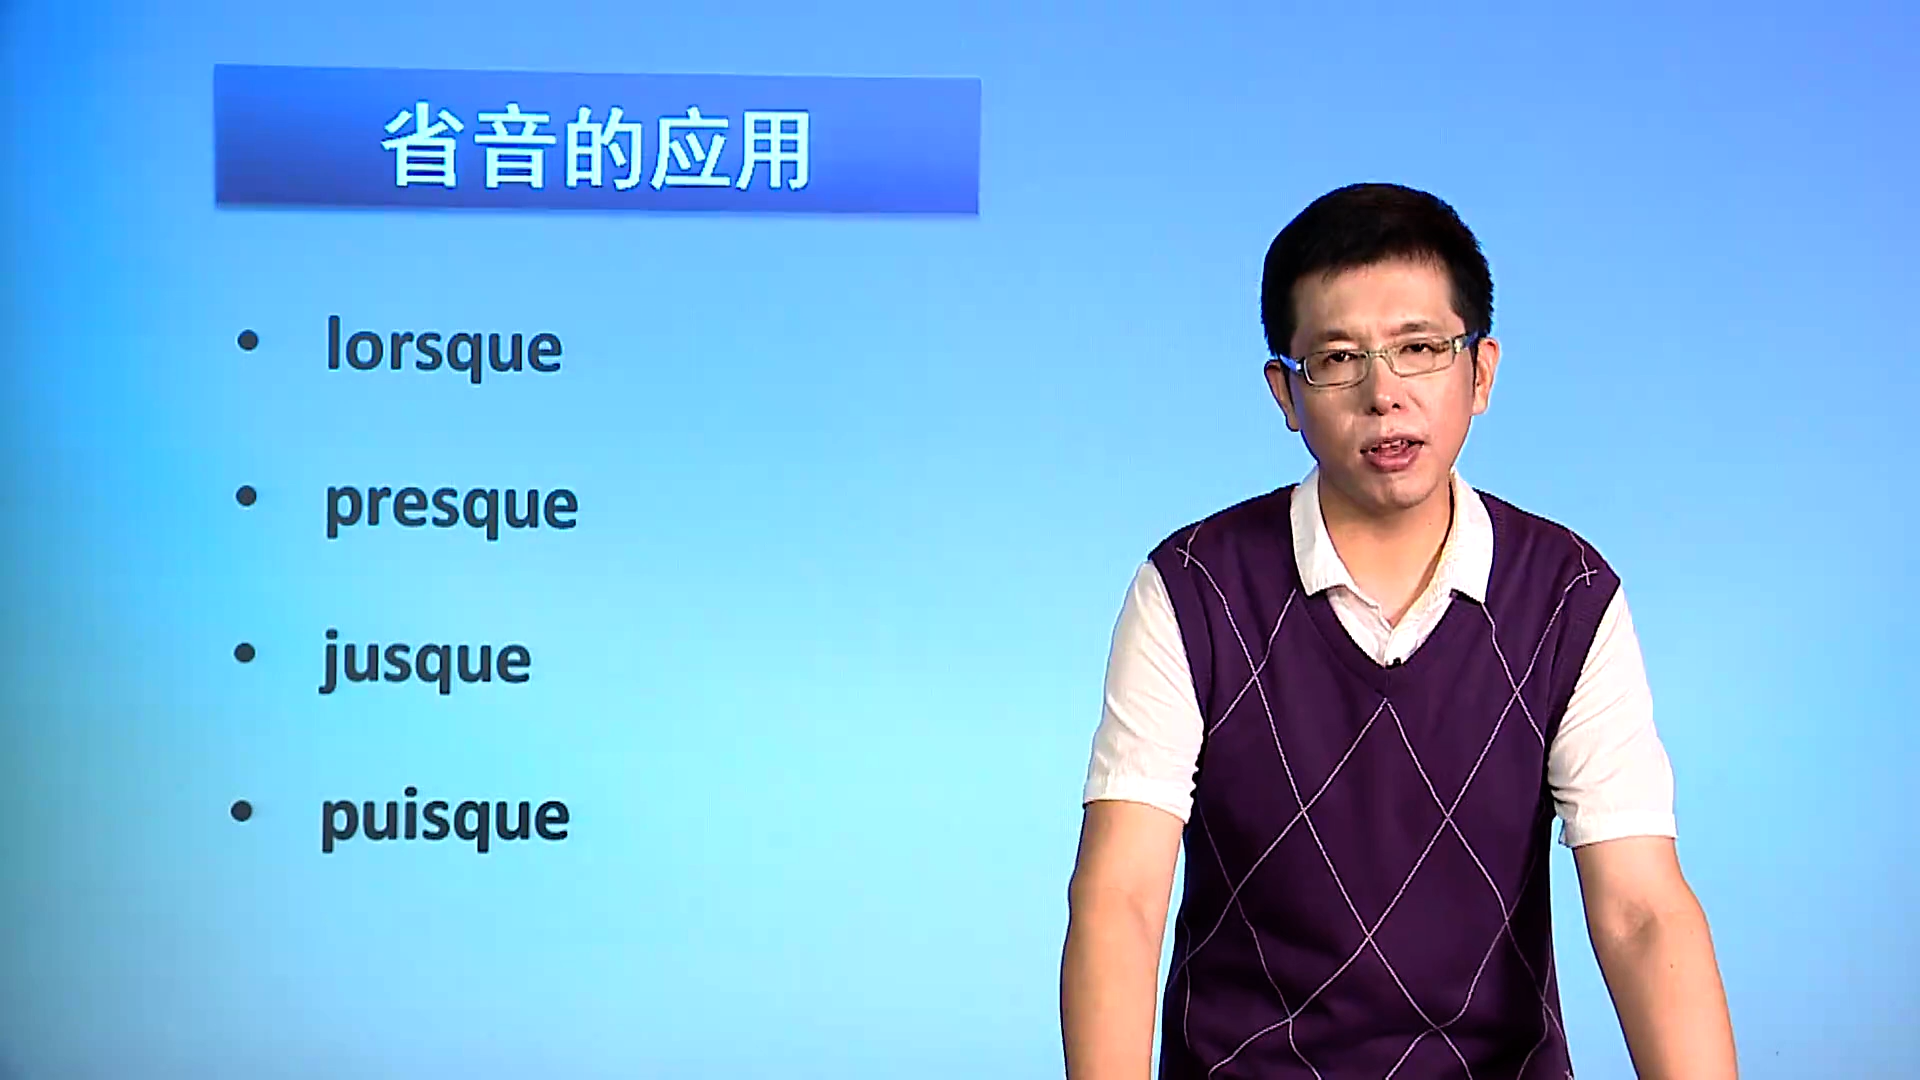 省音的应用
• lorsque
• presque
• jusque
• puisque